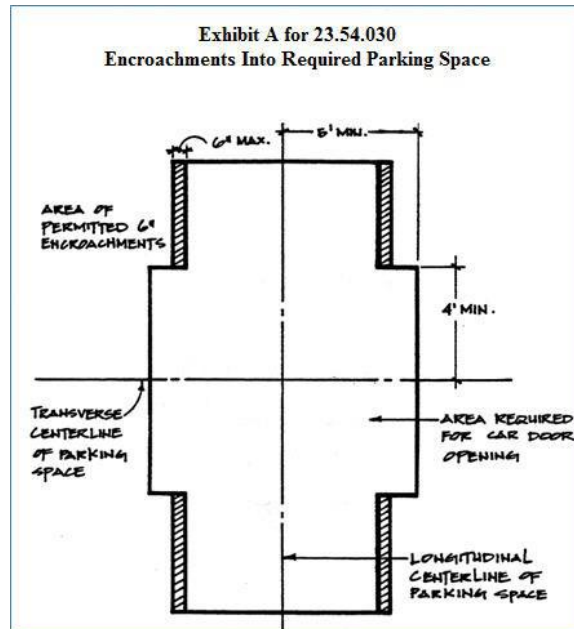 Exhibit A for 23.54.030
Encroachments Into Required Parking Space
6" MAX.
5' MIN.
AREA OF
PERMITTED 6"
ENCROACHMENTS
4' MIN.
TRANSVERSE
CENTERLINE
OF PARKING
SPACE
AREA REQUIRED
FOR CAR DOOR
OPENING
LONGITUDINAL
CENTERLINE OF
PARKING SPACE